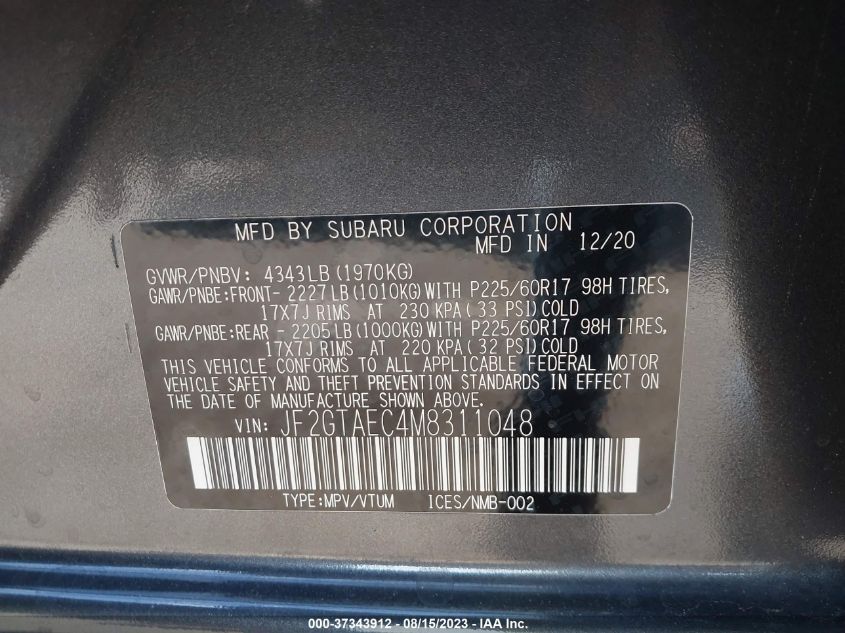 MFD BY SUBARU CORPORATION
MFD IN 12/20
GVWR/PNBV: 4343LB (1970KG)
GAWR/PNBE:FRONT- 2227LB (1010KG) WITH P225/60R17 98H TIRES,
17X7J RIMS AT 230 KPA (33 PSI) COLD
GAWR/PNBE:REAR - 2205LB (1000KG) WITH P225/60R17 98H TIRES,
17X7J RIMS AT 220 KPA (32 PSI) COLD
THIS VEHICLE CONFORMS TO ALL APPLICABLE FEDERAL MOTOR
VEHICLE SAFETY AND THEFT PREVENTION STANDARDS IN EFFECT ON
THE DATE OF MANUFACTURE SHOWN ABOVE.
VIN: JF2GTAEC4M8311048
TYPE:MPV/VTUM ICES/NMB-002
000-37343912 - 08/15/2023 - IAA Inc.